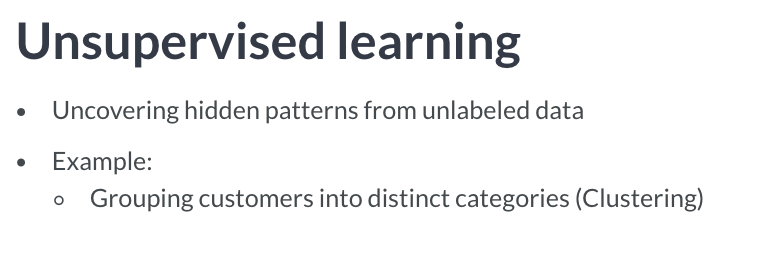 Unsupervised learning
• Uncovering hidden patterns from unlabeled data
• Example:
○ Grouping customers into distinct categories (Clustering)